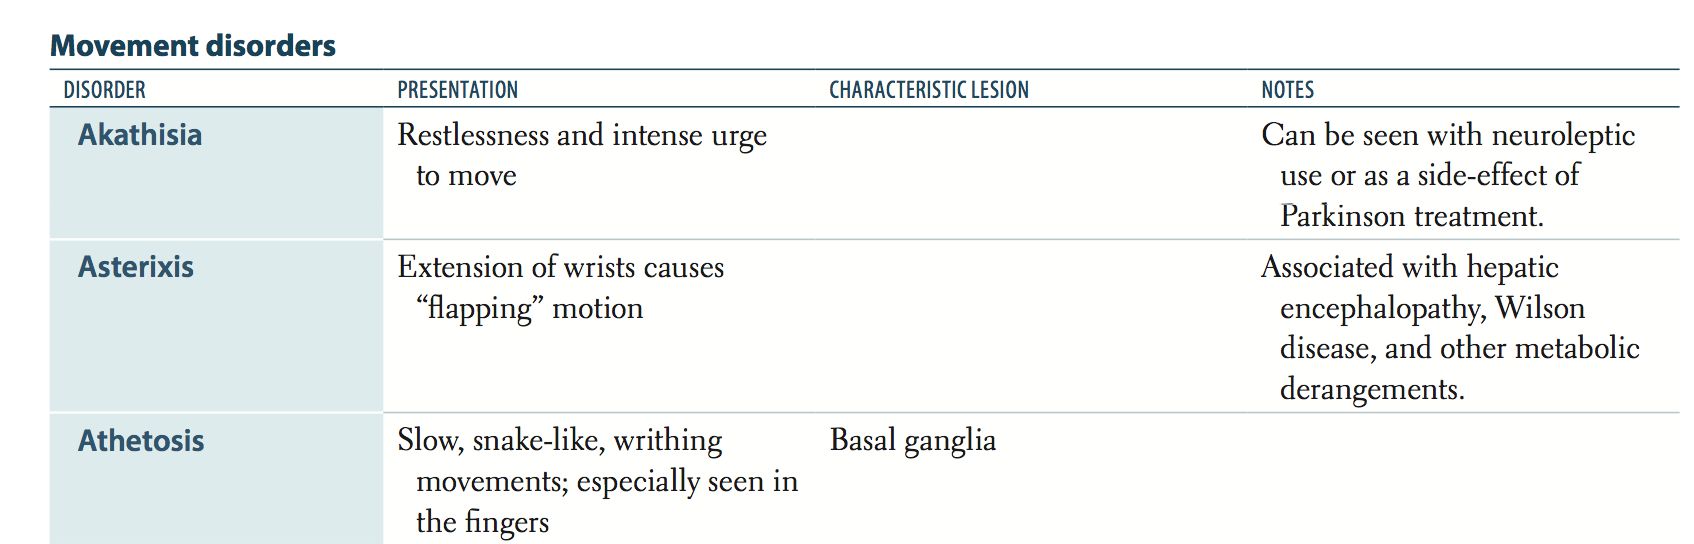 Movement disorders
DISORDER PRESENTATION CHARACTERISTIC LESION NOTES
Akathisia Restlessness and intense urge Can be seen with neuroleptic
to move use or as a side-effect of
Parkinson treatment.
Asterixis Extension of wrists causes Associated with hepatic
“flapping” motion encephalopathy, Wilson
disease, and other metabolic
derangements.
Athetosis Slow, snake-like, writhing Basal ganglia
movements; especially seen in
the fingers